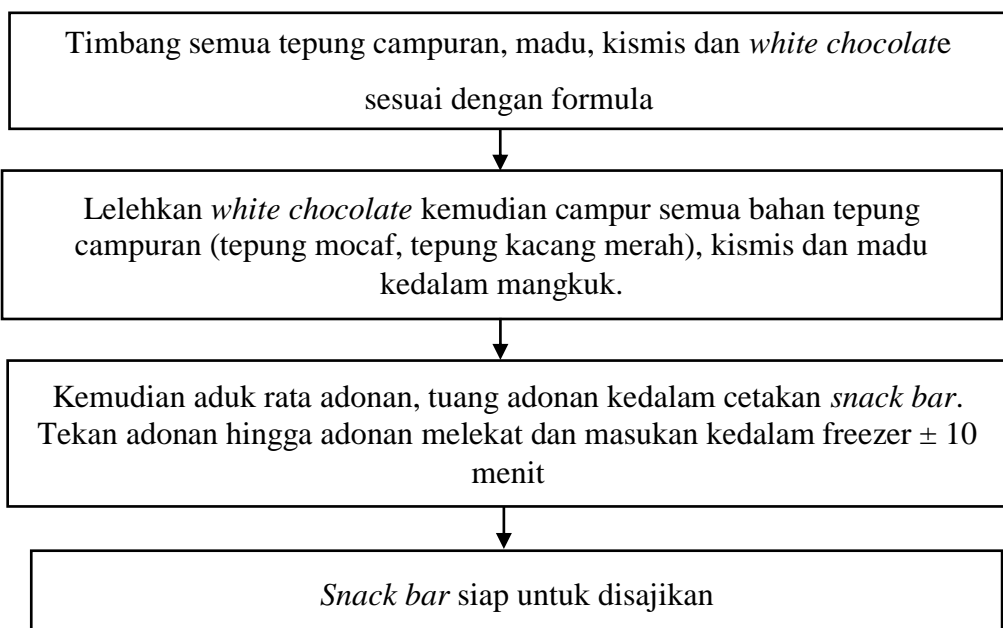 Timbang semua tepung campuran, madu, kismis dan white chocolate
sesuai dengan formula
Lelehkan white chocolate kemudian campur semua bahan tepung
campuran (tepung mocaf, tepung kacang merah), kismis dan madu
kedalam mangkuk.
Kemudian aduk rata adonan, tuang adonan kedalam cetakan snack bar.
Tekan adonan hingga adonan melekat dan masukan kedalam freezer ± 10
menit
Snack bar siap untuk disajikan